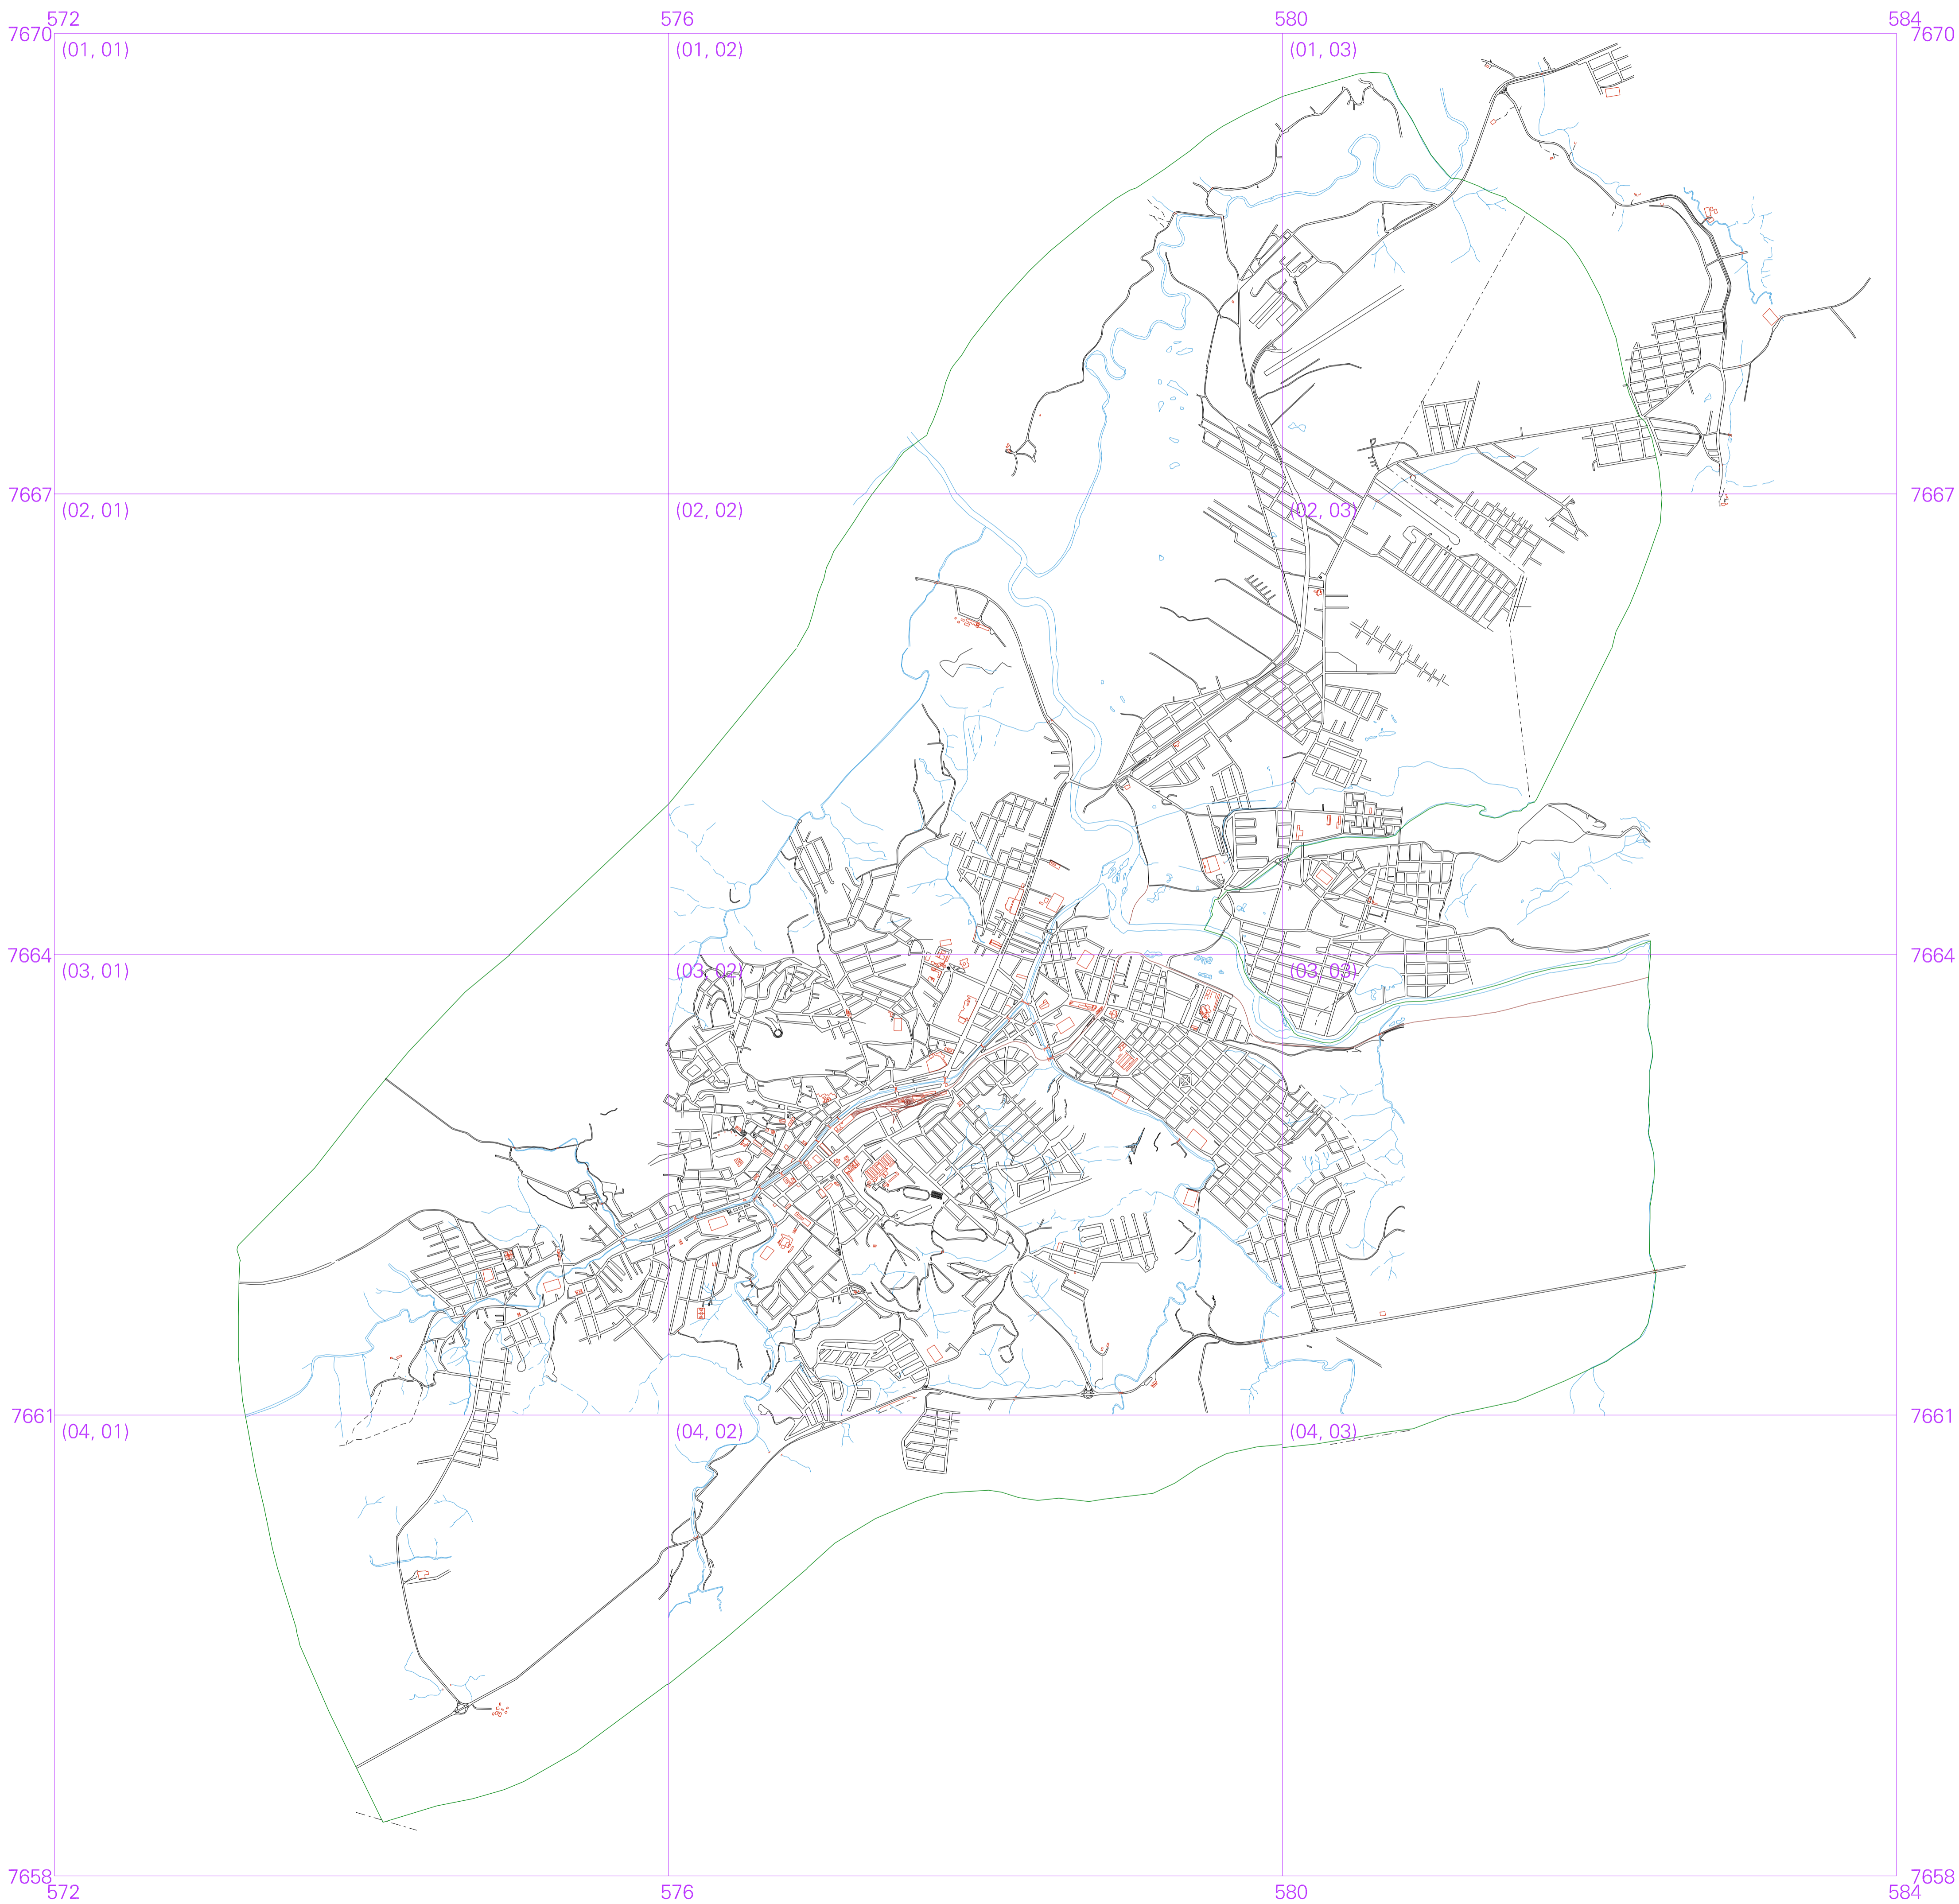 572 576 580 584
7670 7670
(01, 01) (01, 02) (01, 03)
7667 7667
(02, 01) (02, 02) (02, 03)
7664 7664
(03, 01) (03, 02) (03, 03)
7661 7661
(04, 01) (04, 02) (04, 03)
7658 7658
572 576 580 584